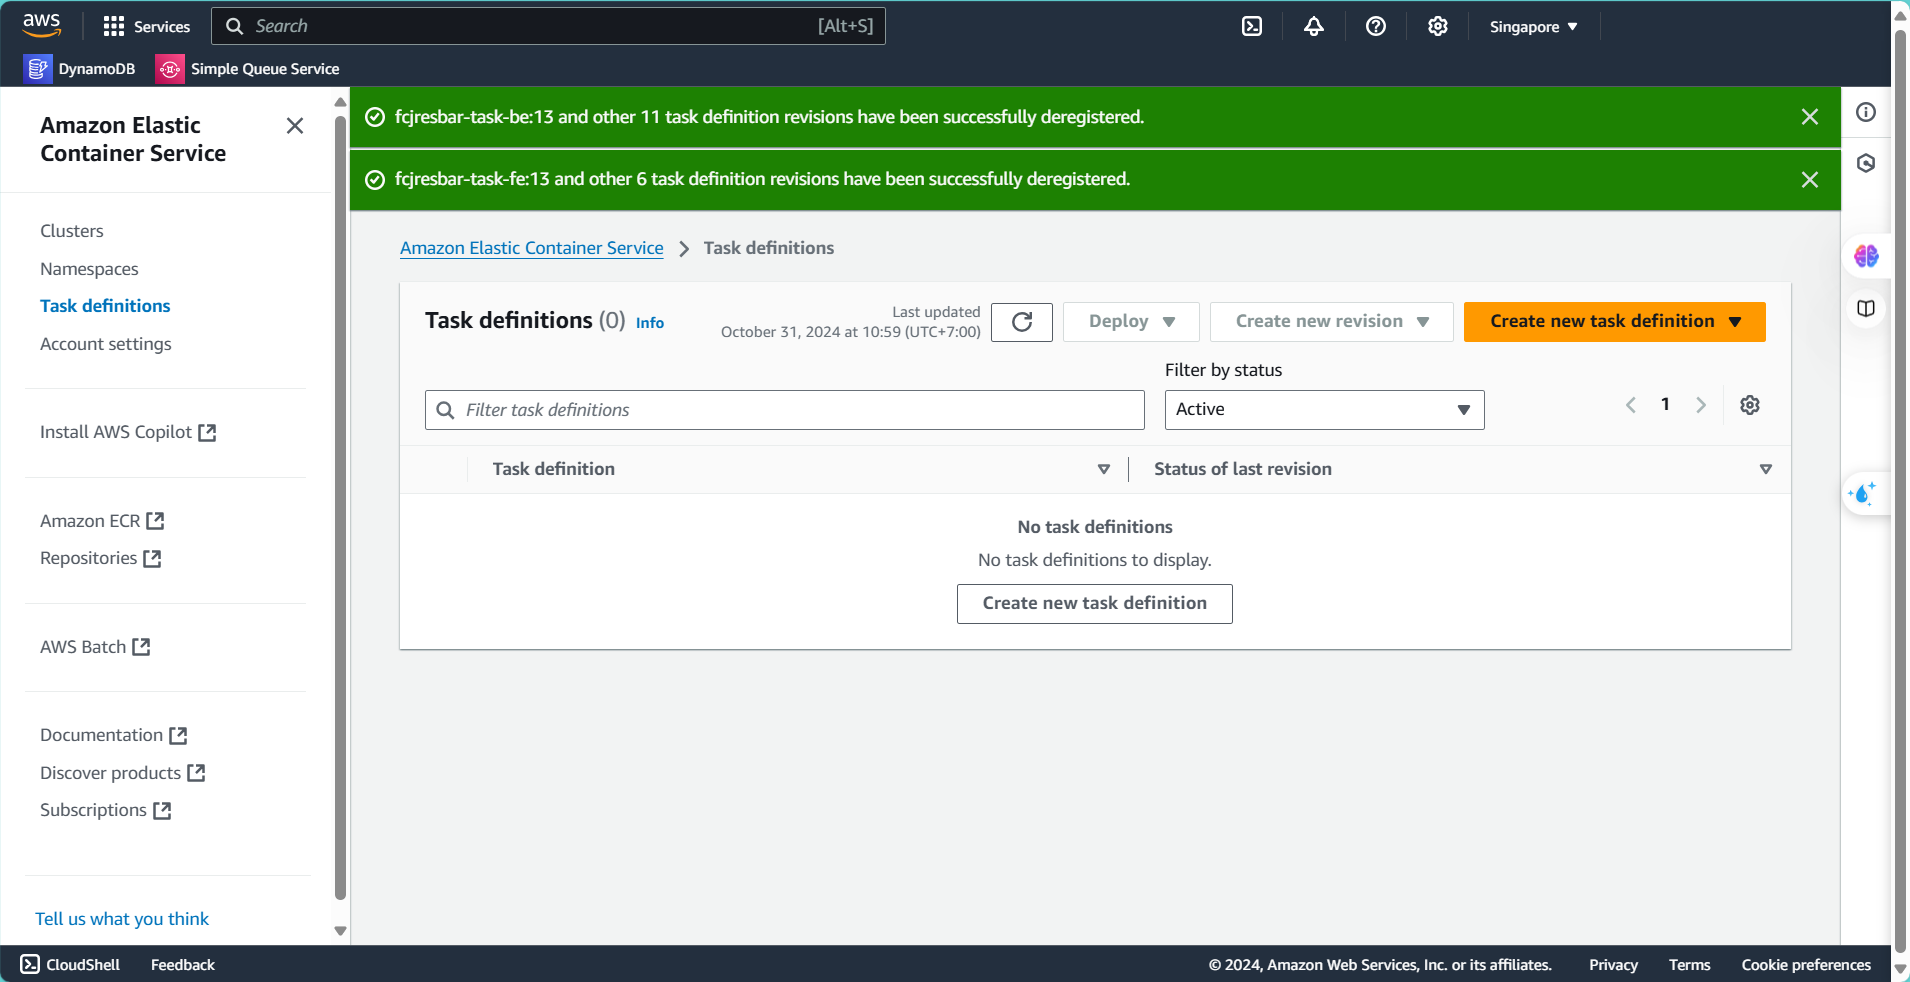 aws
Services
Search
[Alt+S]
Singapore
DynamoDB
Simple Queue Service
Amazon Elastic
Container Service
Clusters
Namespaces
Task definitions
Account settings
Install AWS Copilot
Amazon ECR
Repositories
AWS Batch
Documentation
Discover products
Subscriptions
Tell us what you think
fcjresbar-task-be:13 and other 11 task definition revisions have been successfully deregistered.
fcjresbar-task-fe:13 and other 6 task definition revisions have been successfully deregistered.
Amazon Elastic Container Service > Task definitions
Task definitions (0) Info
Last updated
October 31, 2024 at 10:59 (UTC+7:00)
Deploy
Create new revision
Create new task definition
Filter by status
Filter task definitions
Active
1
Task definition
Status of last revision
No task definitions
No task definitions to display.
Create new task definition
CloudShell
Feedback
© 2024, Amazon Web Services, Inc. or its affiliates.
Privacy
Terms
Cookie preferences